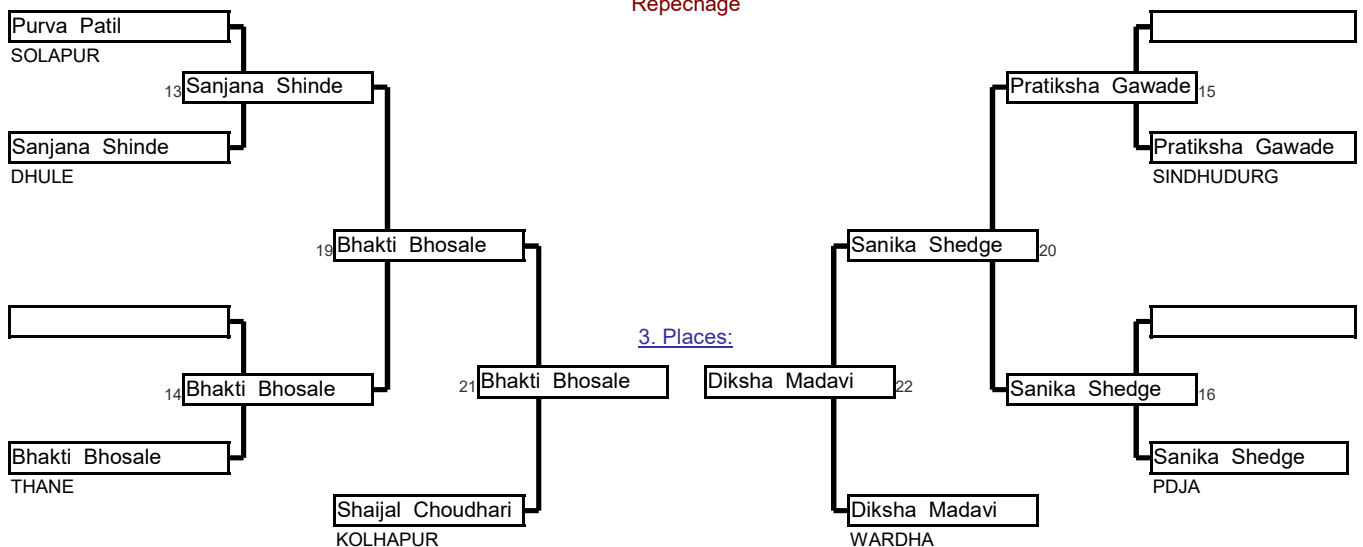 Repechage
Purva Patil
SOLAPUR
13 Sanjana Shinde
Pratiksha Gawade 15
Sanjana Shinde
DHULE
Pratiksha Gawade
SINDHUDURG
19 Bhakti Bhosale
Sanika Shedge 20
3. Places:
14 Bhakti Bhosale
21 Bhakti Bhosale
Diksha Madavi 22
Sanika Shedge 16
Bhakti Bhosale
THANE
Sanika Shedge
PDJA
Shaijal Choudhari
KOLHAPUR
Diksha Madavi
WARDHA